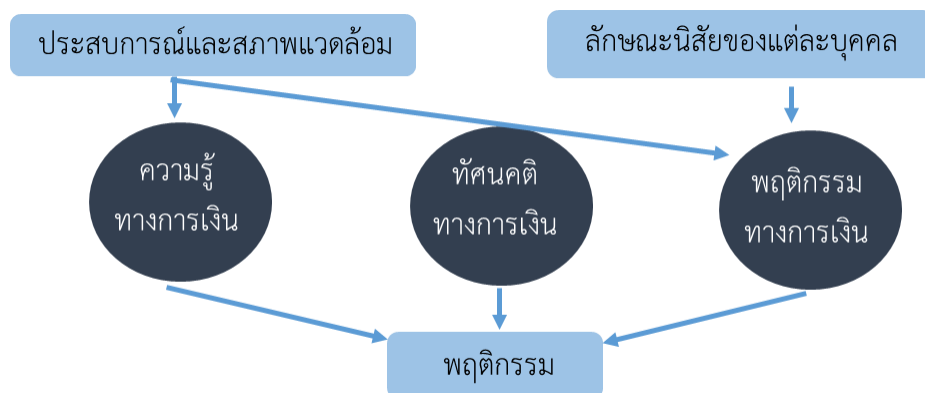 ประสบการณ์และสภาพแวดล้อม
ลักษณะนิสัยของแต่ละบุคคล
ความรู้
ทางการเงิน
ทัศนคติ
ทางการเงิน
พฤติกรรม
ทางการเงิน
พฤติกรรม